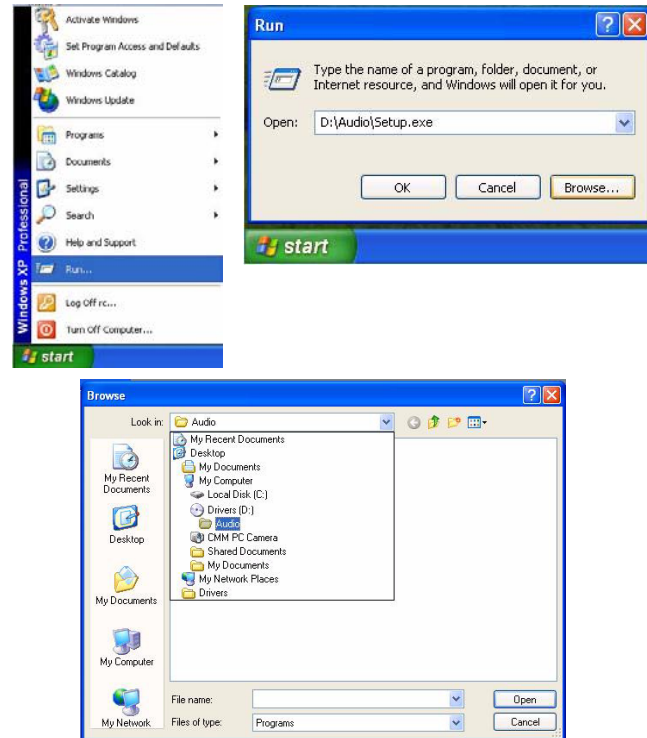 Activate Windows
Set Program Access and Defaults
Windows Catalog
Windows Update
Programs
Documents
Settings
Search
Help and Support
Run...
Log Off rc...
Turn Off Computer...
Windows XP Professional
start
Run
Type the name of a program, folder, document, or
Internet resource, and Windows will open it for you.
Open: D:\Audio\Setup.exe
OK Cancel Browse...
start
Browse
Look in: Audio
My Recent Documents
Desktop
My Documents
My Computer
Local Disk (C:)
Drivers (D:)
Audio
CMM PC Camera
Shared Documents
My Documents
My Network Places
Drivers
My Recent
Documents
Desktop
My Documents
My Computer
My Network
File name: Open
Files of type: Programs Cancel